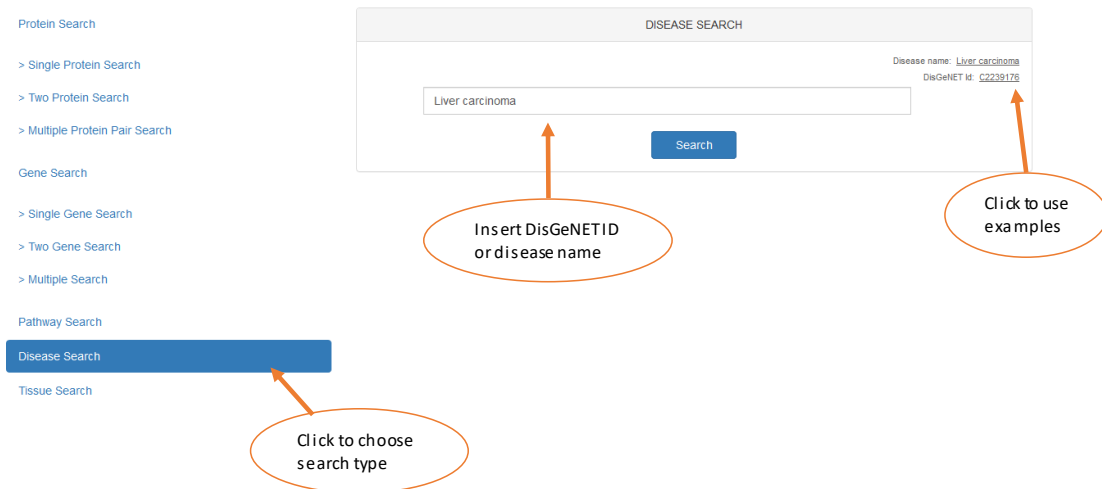 Protein Search
> Single Protein Search
> Two Protein Search
> Multiple Protein Pair Search
Gene Search
> Single Gene Search
> Two Gene Search
> Multiple Search
Pathway Search
Disease Search
Tissue Search
DISEASE SEARCH
Disease name: Liver carcinoma
DisGeNET Id: C2239176
Liver carcinoma
Search
Insert DisGeNET ID
or disease name
Click to use
examples
Click to choose
search type